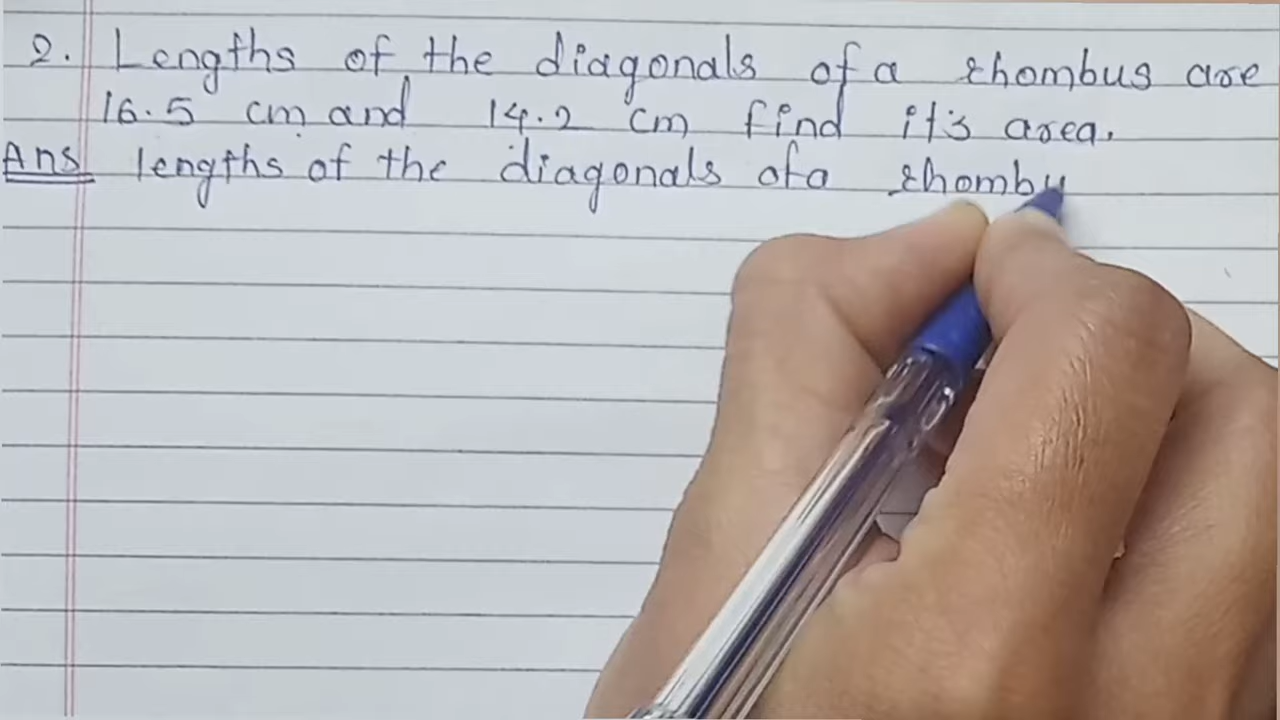 2. Lengths of the diagonals of a rhombus are
16.5 cm and 14.2 cm find it's area.
Ans lengths of the diagonals of a rhombu